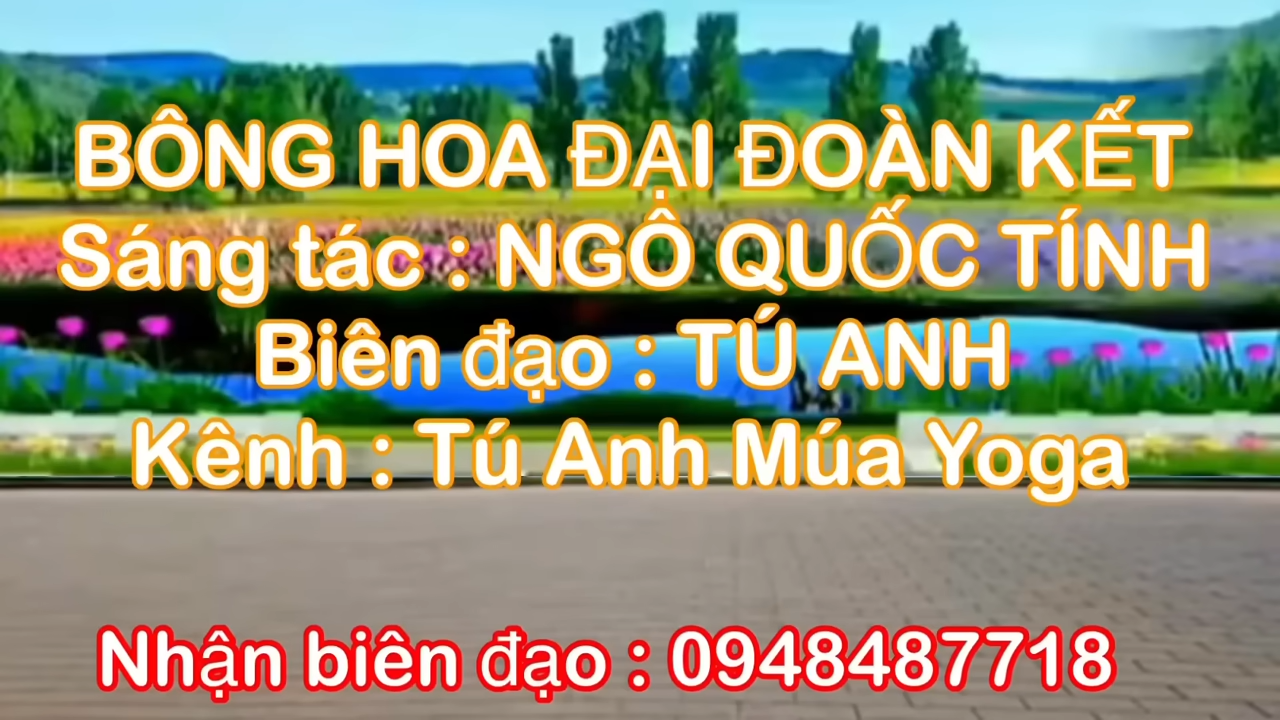 BÔNG HOA ĐẠI ĐOÀN KẾT
Sáng tác : NGÔ QUỐC TÍNH
Biên đạo : TÚ ANH
Kênh : Tú Anh Múa Yoga
Nhận biên đạo : 0948487718